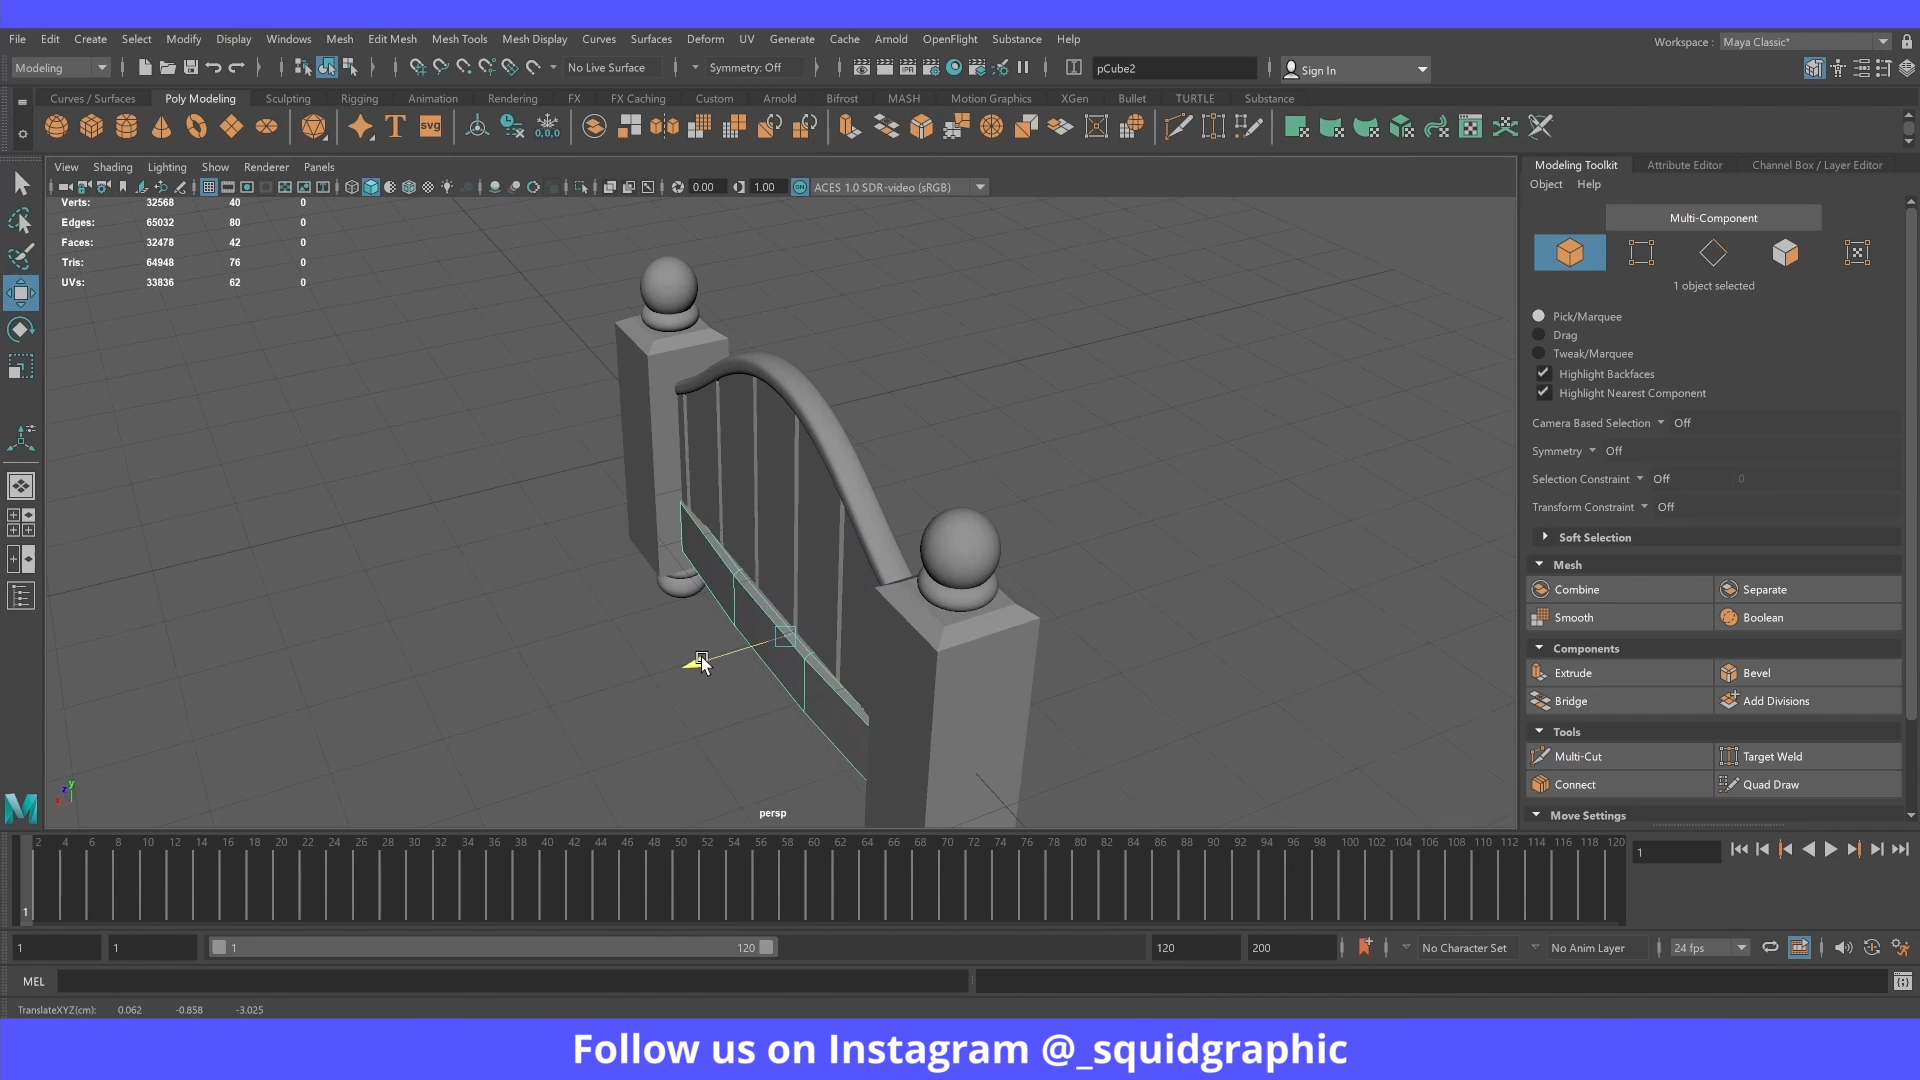 File Edit Create Select Modify Display Windows Mesh Edit Mesh Mesh Tools Mesh Display Curves Surfaces Deform UV Generate Cache Arnold OpenFlight Substance Help
Workspace : Maya Classic*
Modeling No Live Surface Symmetry: Off pCube2 Sign In
Curves / Surfaces Poly Modeling Sculpting Rigging Animation Rendering FX FX Caching Custom Arnold Bifrost MASH Motion Graphics XGen Bullet TURTLE Substance
T svg 0,0,0
View Shading Lighting Show Renderer Panels
0.00 1.00 ON ACES 1.0 SDR-video (sRGB)
Verts: 32568 40 0
Edges: 65032 80 0
Faces: 32478 42 0
Tris: 64948 76 0
UVs: 33836 62 0
persp
y
z
x
Modeling Toolkit Attribute Editor Channel Box / Layer Editor
Object Help
Multi-Component
1 object selected
Pick/Marquee
Drag
Tweak/Marquee
Highlight Backfaces
Highlight Nearest Component
Camera Based Selection Off
Symmetry Off
Selection Constraint Off 0
Transform Constraint Off
Soft Selection
Mesh
Combine Separate
Smooth Boolean
Components
Extrude Bevel
Bridge Add Divisions
Tools
Multi-Cut Target Weld
Connect Quad Draw
Move Settings
2 4 6 8 10 12 14 16 18 20 22 24 26 28 30 32 34 36 38 40 42 44 46 48 50 52 54 56 58 60 62 64 66 68 70 72 74 76 78 80 82 84 86 88 90 92 94 96 98 100 102 104 106 108 110 112 114 116 118 120
1 1
1 1 1 120 120 200 No Character Set No Anim Layer 24 fps
MEL
TranslateXYZ(cm): 0.062 -0.858 -3.025
Follow us on Instagram @_squidgraphic